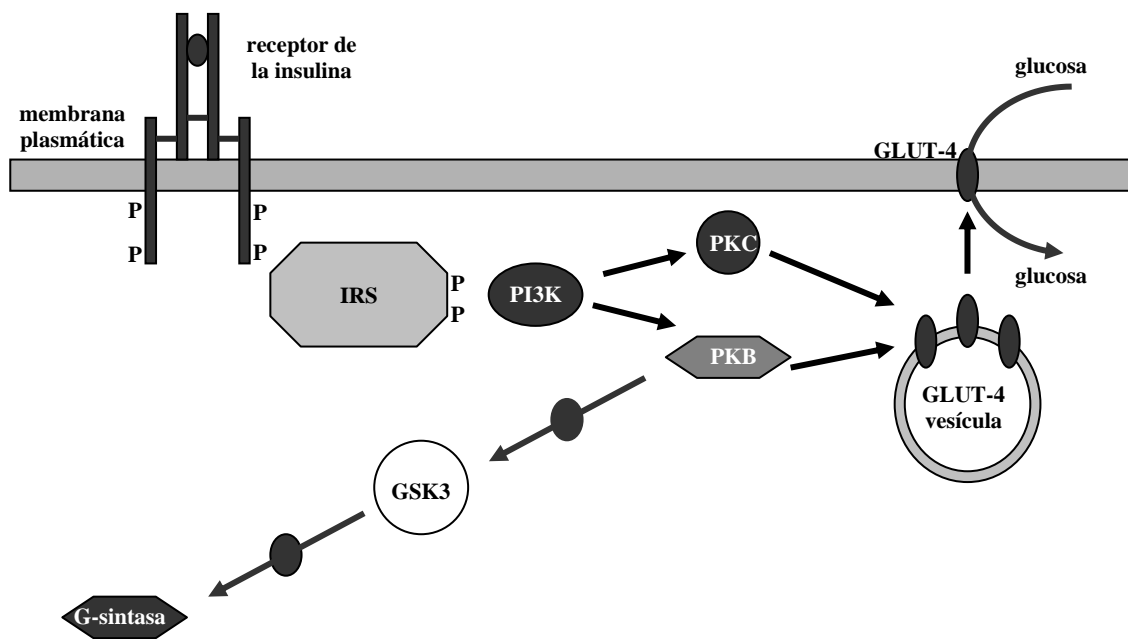 receptor de
la insulina
membrana
plasmática
glucosa
GLUT-4
P
P
P
P
PKC
glucosa
IRS
P
P
PI3K
PKB
GLUT-4
vesícula
GSK3
G-sintasa